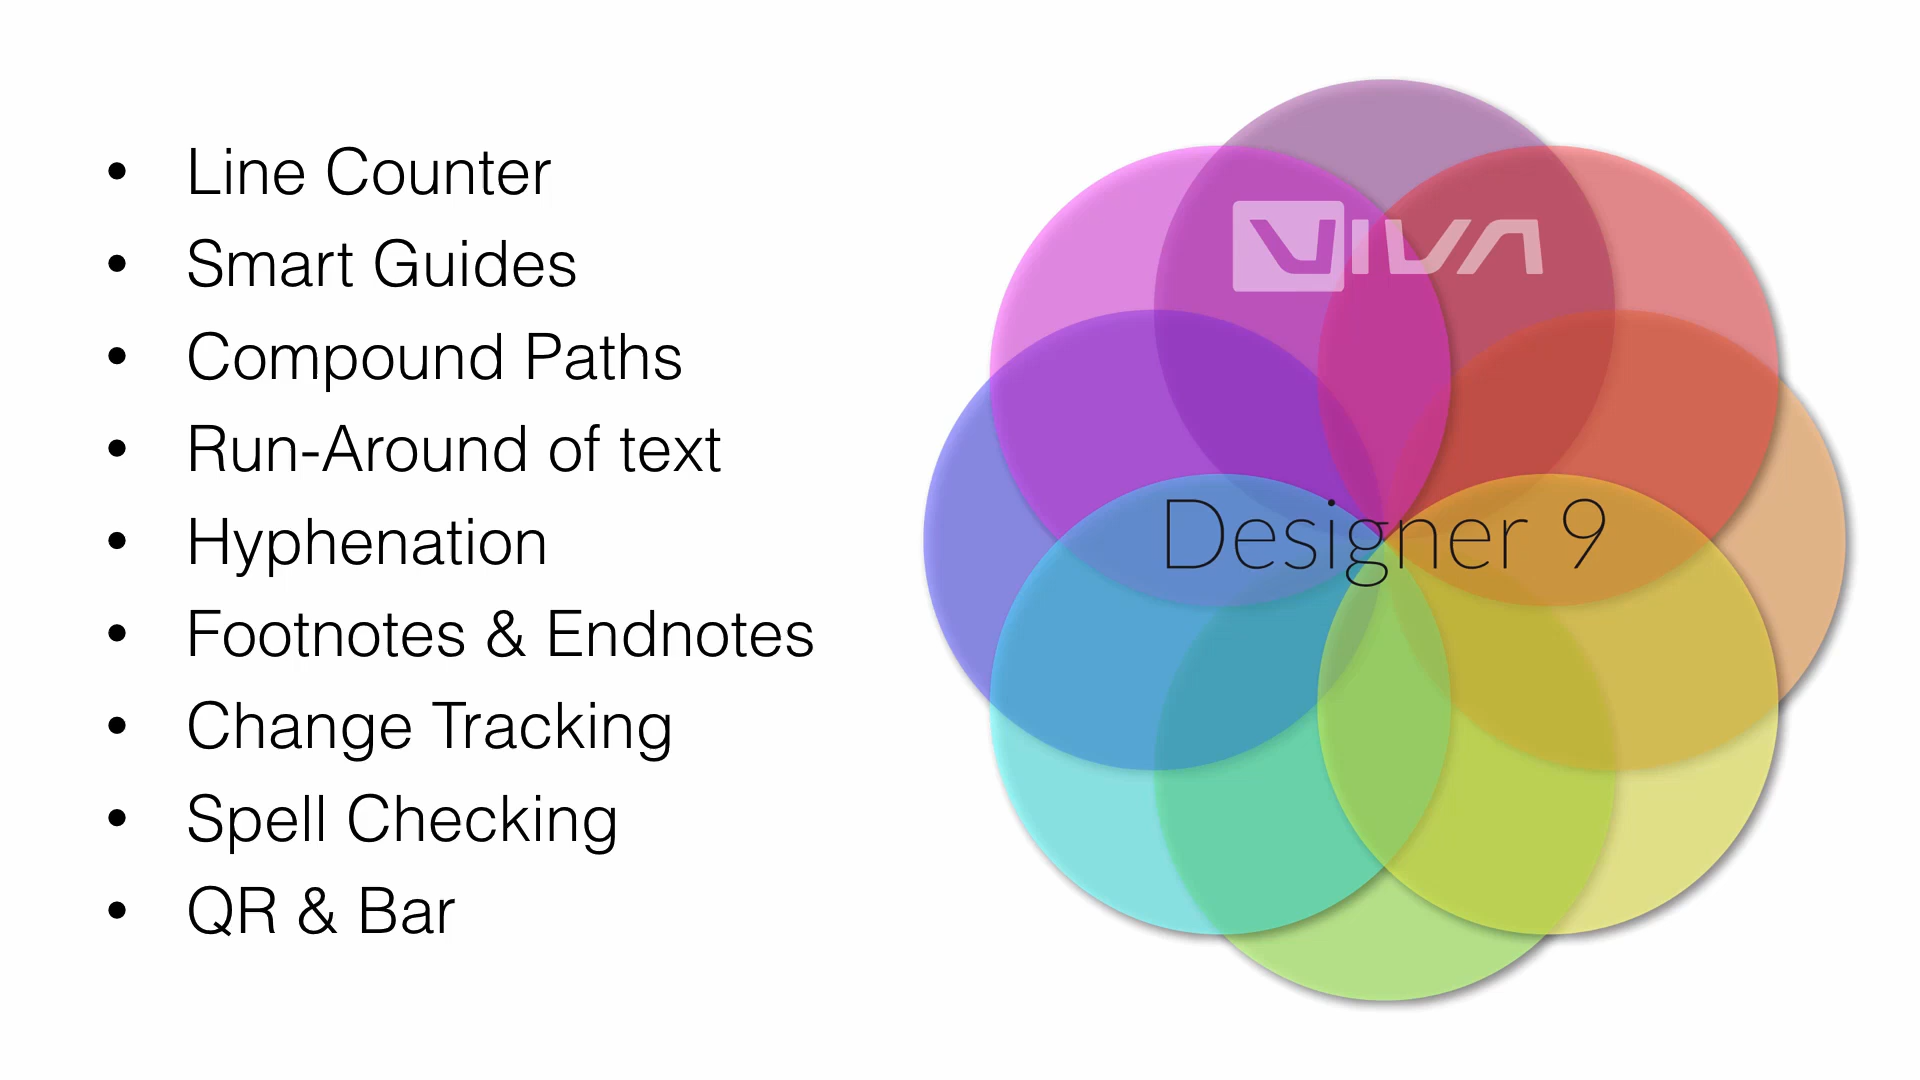 • Line Counter
• Smart Guides
• Compound Paths
• Run-Around of text
• Hyphenation
• Footnotes & Endnotes
• Change Tracking
• Spell Checking
• QR & Bar
VIVA
Designer 9